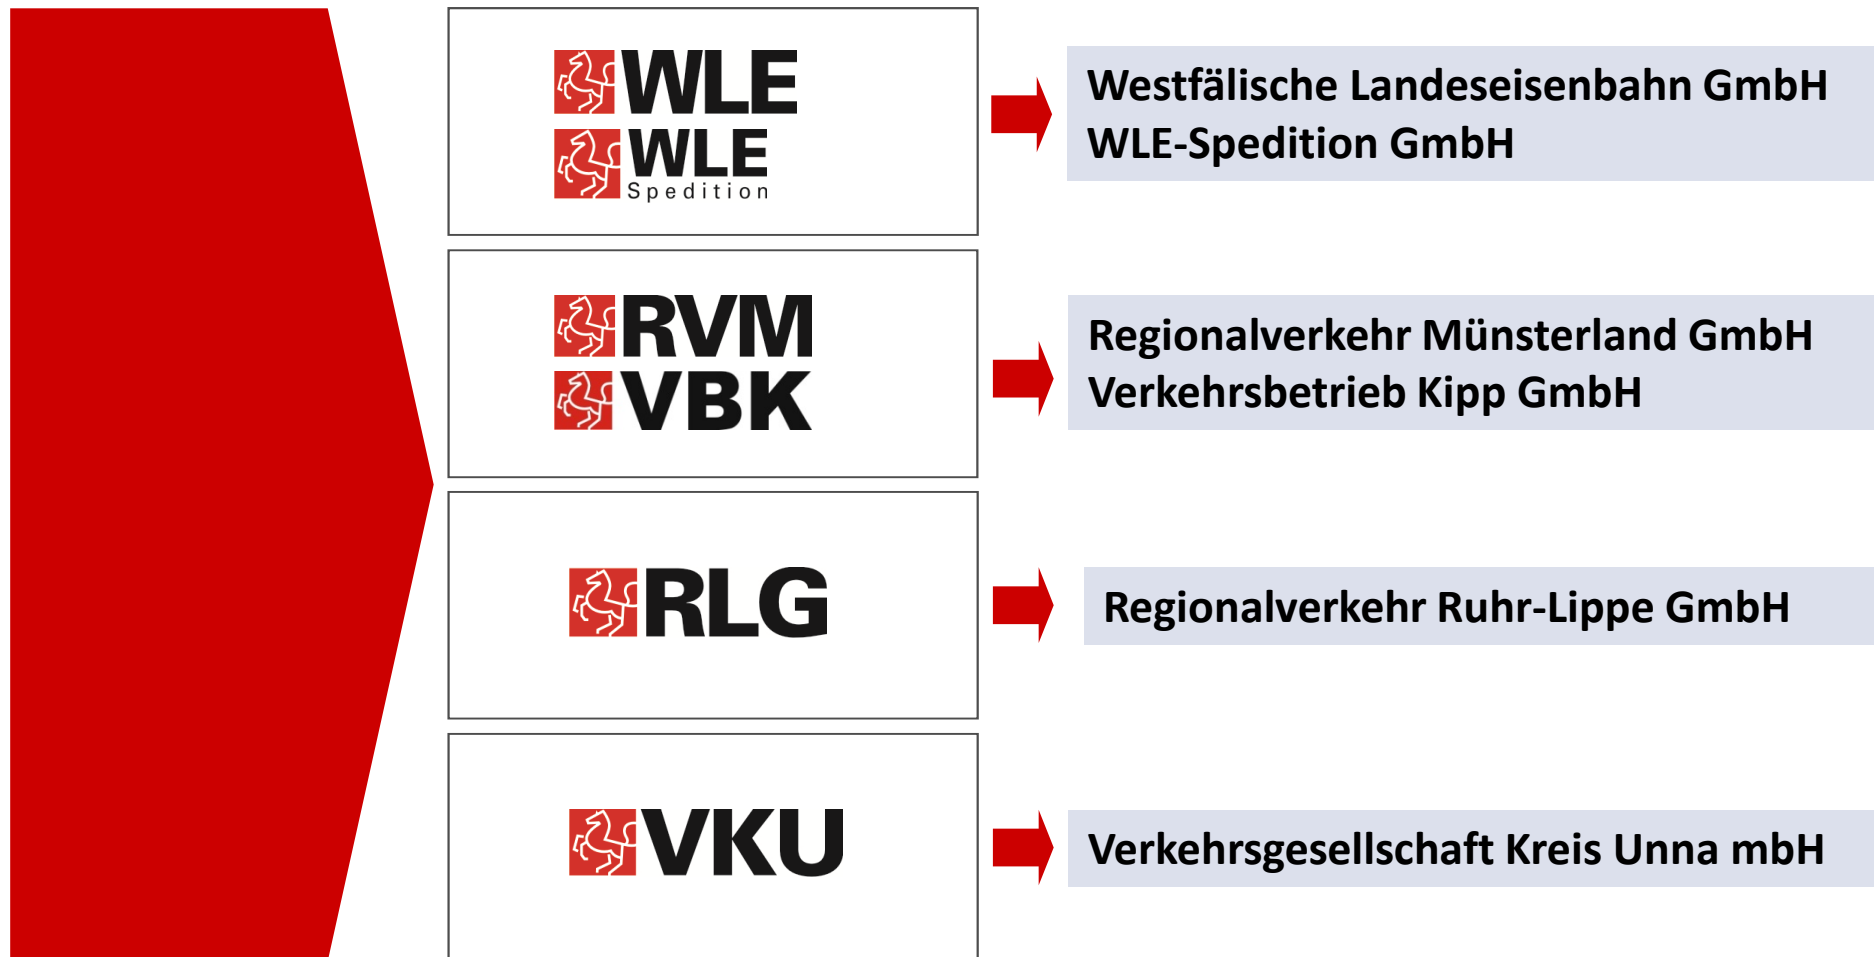 WLE
WLE
Spedition
Westfälische Landeseisenbahn GmbH
WLE-Spedition GmbH
RVM
VBK
Regionalverkehr Münsterland GmbH
Verkehrsbetrieb Kipp GmbH
RLG
Regionalverkehr Ruhr-Lippe GmbH
VKU
Verkehrsgesellschaft Kreis Unna mbH